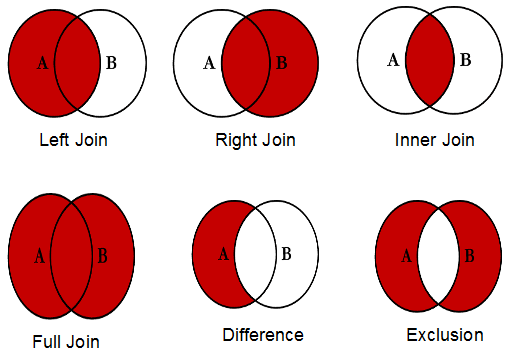 A B
Left Join
A B
Right Join
A B
Inner Join
A B
Full Join
A B
Difference
A B
Exclusion